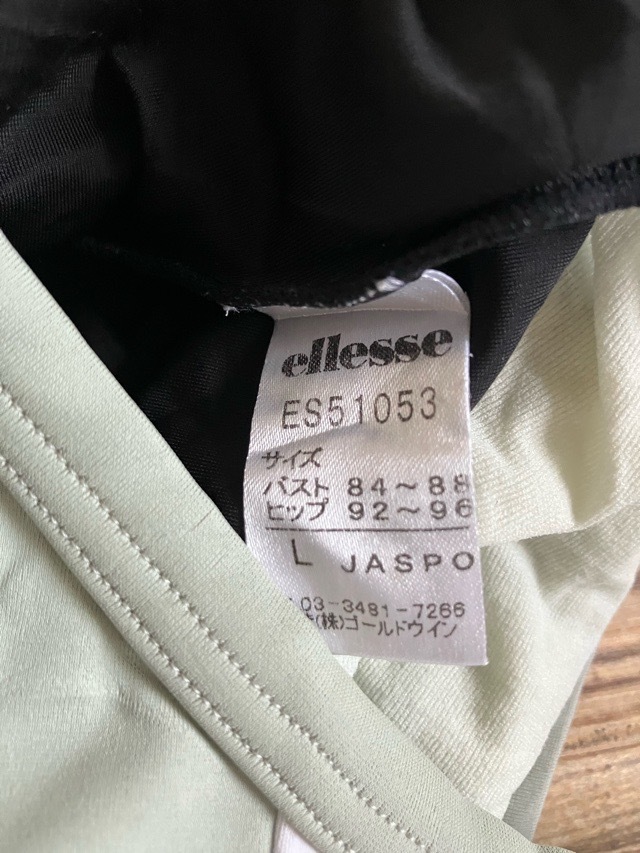 ellesse
ES51053
サイズ
バスト 84～88
ヒップ 92～96
L JASPO
03-3481-7266
(株)ゴールドウイン